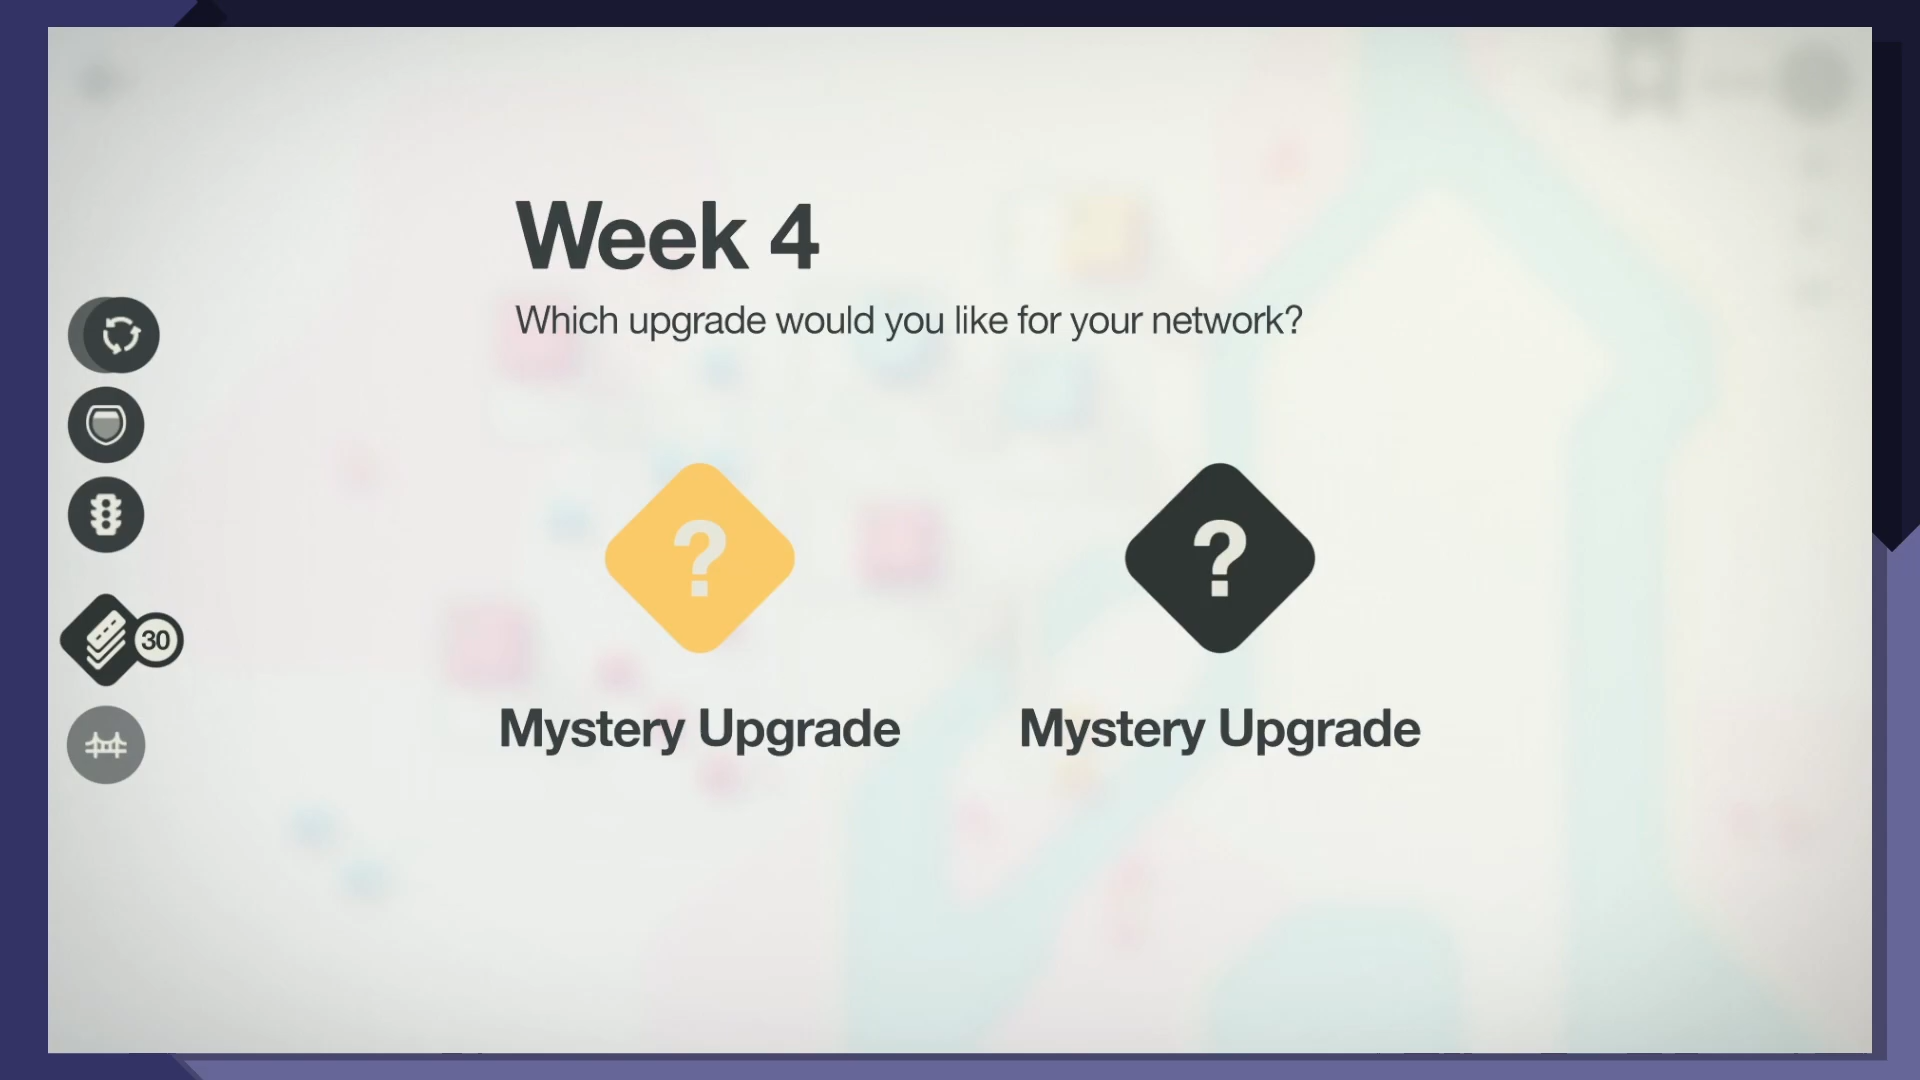 Week 4
Which upgrade would you like for your network?
30
?
?
Mystery Upgrade
Mystery Upgrade